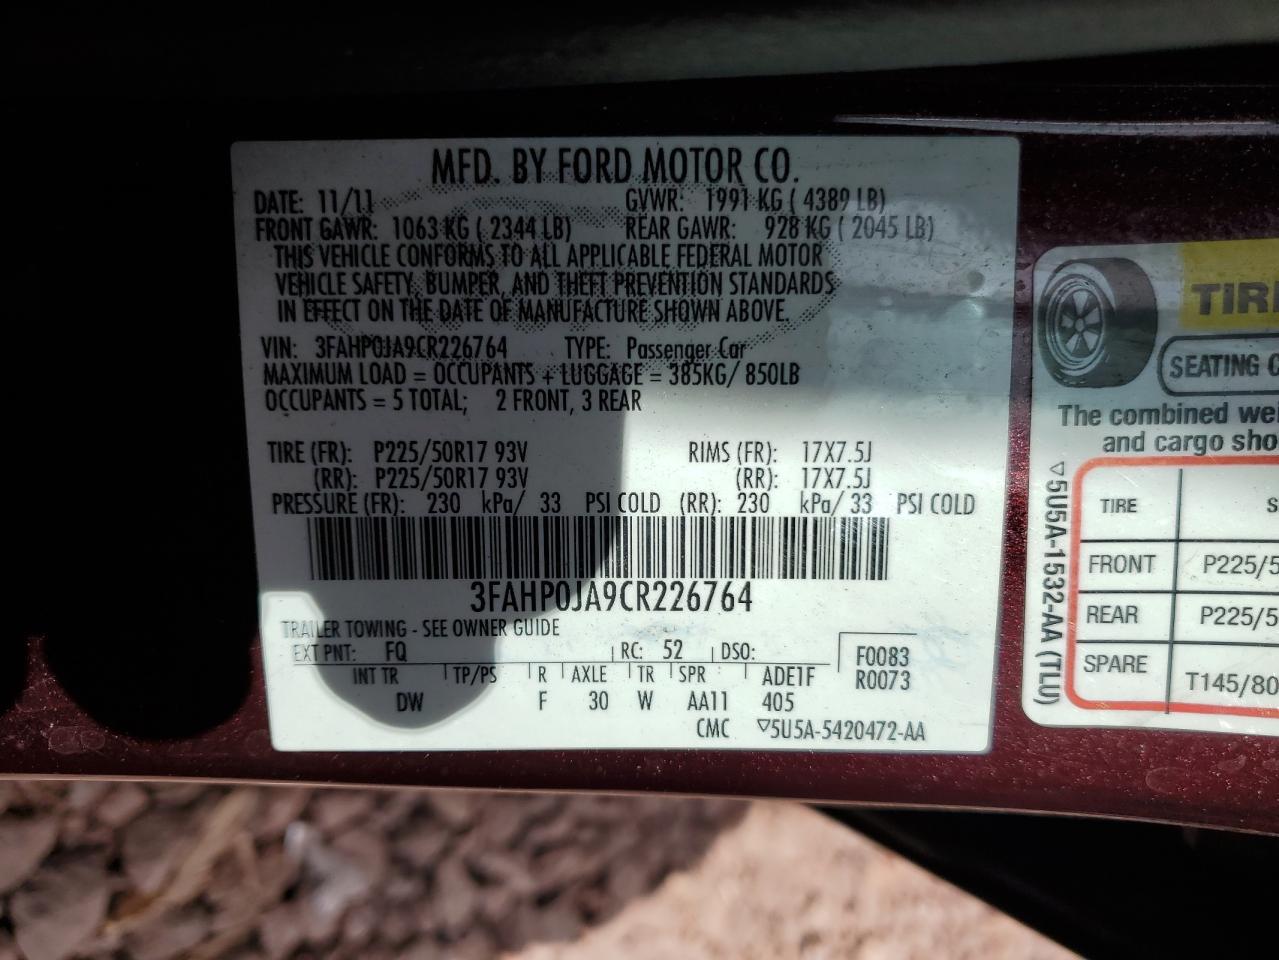 MFD. BY FORD MOTOR CO.
DATE: 11/11 GVWR: 1991 KG ( 4389 LB)
FRONT GAWR: 1063 KG ( 2344 LB) REAR GAWR: 928 KG ( 2045 LB)
THIS VEHICLE CONFORMS TO ALL APPLICABLE FEDERAL MOTOR
VEHICLE SAFETY, BUMPER, AND THEFT PREVENTION STANDARDS
IN EFFECT ON THE DATE OF MANUFACTURE SHOWN ABOVE.
VIN: 3FAHP0JA9CR226764 TYPE: Passenger Car
MAXIMUM LOAD = OCCUPANTS + LUGGAGE = 385KG/ 850LB
OCCUPANTS = 5 TOTAL; 2 FRONT, 3 REAR
TIRE (FR): P225/50R17 93V RIMS (FR): 17X7.5J
(RR): P225/50R17 93V (RR): 17X7.5J
PRESSURE (FR): 230 kPa/ 33 PSI COLD (RR): 230 kPa/ 33 PSI COLD
3FAHP0JA9CR226764
TRAILER TOWING - SEE OWNER GUIDE
EXT PNT: FQ RC: 52 DSO: F0083
INT TR TP/PS R AXLE TR SPR ADE1F R0073
DW F 30 W AA11 405
CMC ▽5U5A-5420472-AA
TIR
SEATING C
The combined wei
and cargo sho
▽5U5A-1532-AA (TLU)
TIRE S
FRONT P225/5
REAR P225/5
SPARE T145/80